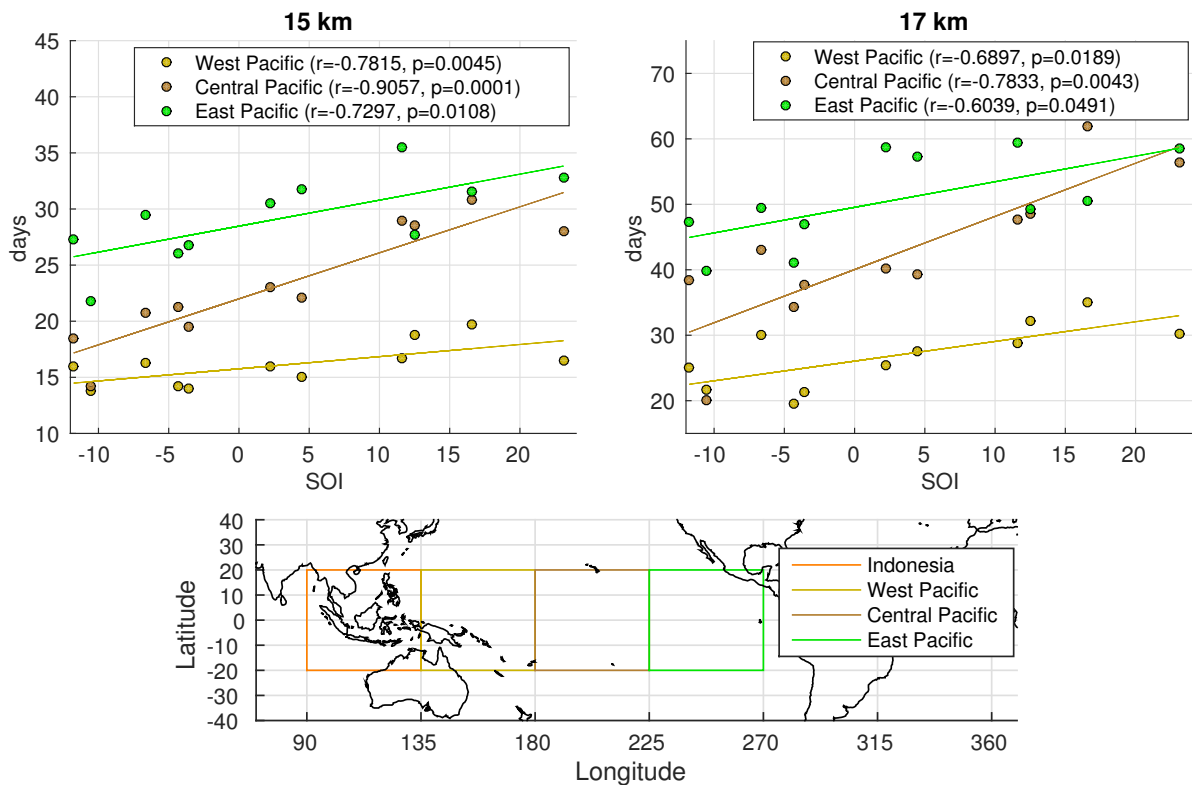 15 km
45
40
35
30
25
20
15
10
days
West Pacific (r=-0.7815, p=0.0045)
Central Pacific (r=-0.9057, p=0.0001)
East Pacific (r=-0.7297, p=0.0108)
-10 -5 0 5 10 15 20
SOI
17 km
70
60
50
40
30
20
days
West Pacific (r=-0.6897, p=0.0189)
Central Pacific (r=-0.7833, p=0.0043)
East Pacific (r=-0.6039, p=0.0491)
-10 -5 0 5 10 15 20
SOI
40
30
20
10
0
-10
-20
-30
-40
Latitude
Indonesia
West Pacific
Central Pacific
East Pacific
90 135 180 225 270 315 360
Longitude